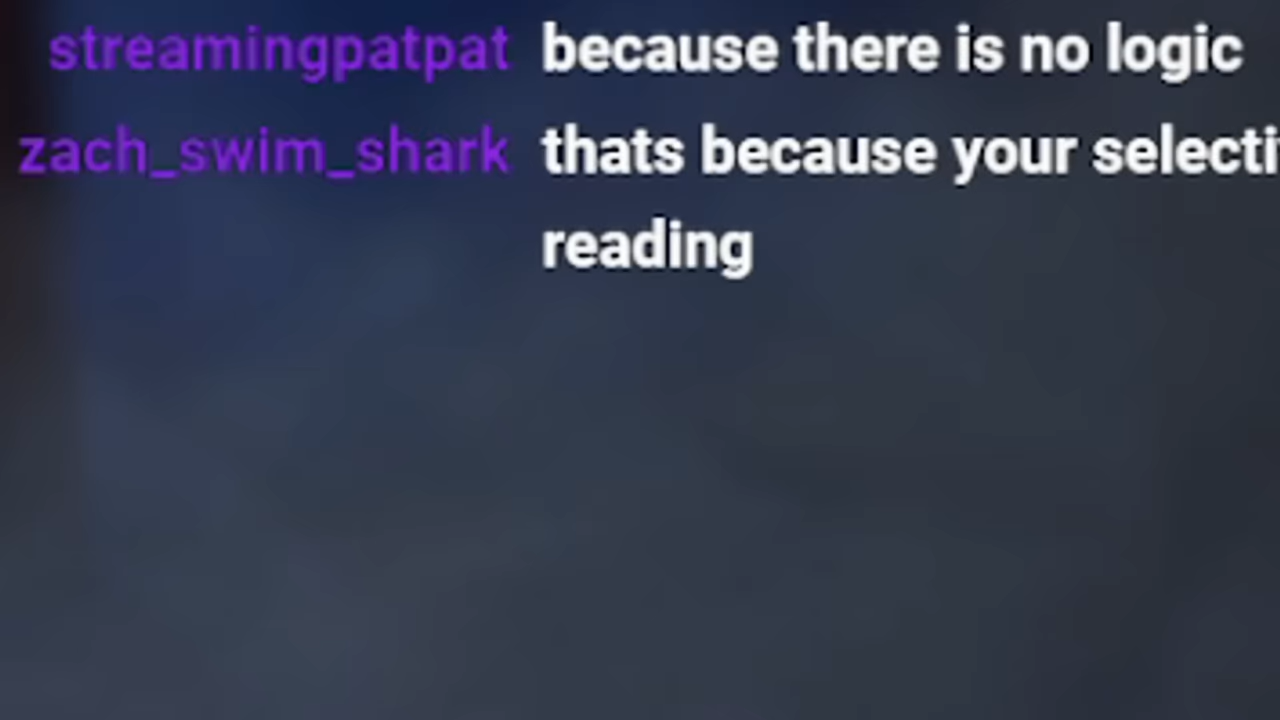 streamingpatpat because there is no logic
zach_swim_shark thats because your
reading